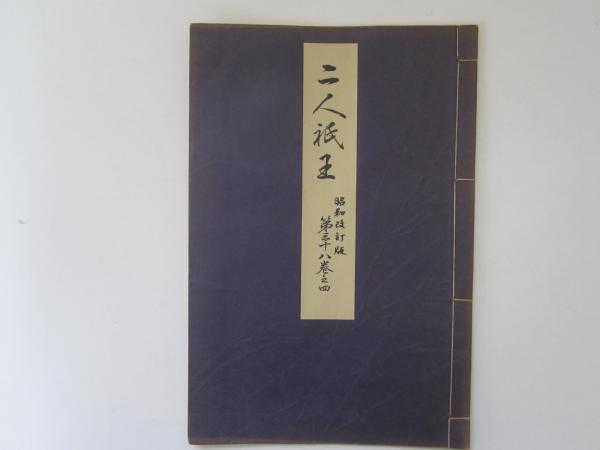 二人祇王
昭和改訂版
第三十八巻之四